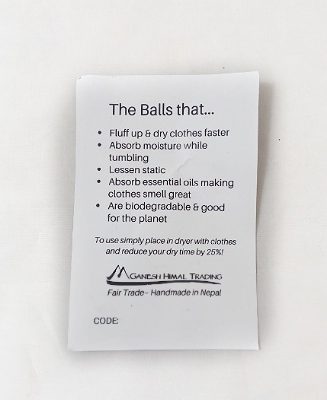 The Balls that...
• Fluff up & dry clothes faster
• Absorb moisture while
tumbling
• Lessen static
• Absorb essential oils making
clothes smell great
• Are biodegradable & good
for the planet
To use simply place in dryer with clothes
and reduce your dry time by 25%!
GANESH HIMAL TRADING
Fair Trade - Handmade in Nepal
CODE: